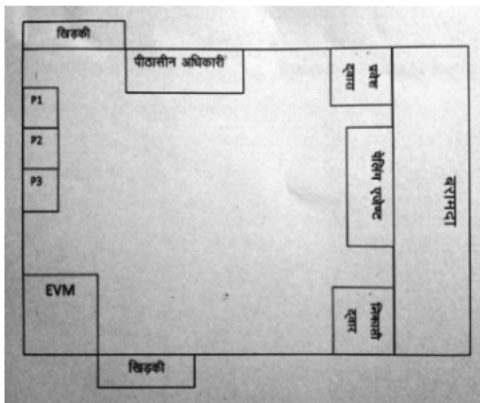 खिड़की
पीठासीन अधिकारी
प्रवेश
द्वारा
P1
P2
P3
पोलिंग एजेण्ट
बरामदा
EVM
निकासी
द्वार
खिड़की